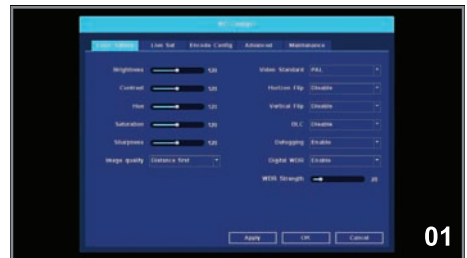 Live Set Encode Config Advanced Maintenance
Brightness 128 Video Standard PAL
Contrast 128 Horizon Flip Disable
Hue 128 Vertical Flip Disable
Saturation 128 BLC Disable
Sharpness 128 Defogging Enable
Image quality Distance first Digital WDR Enable
WDR Strength 20
Apply OK Cancel
01